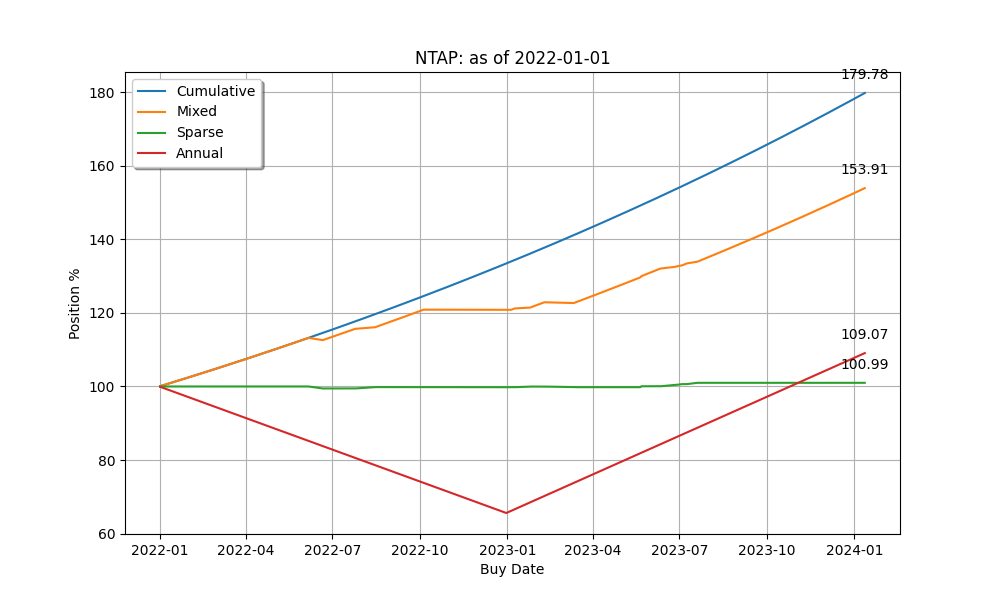 NTAP: as of 2022-01-01
Cumulative
Mixed
Sparse
Annual
179.78
153.91
109.07
100.99
Position %
180
160
140
120
100
80
60
2022-01 2022-04 2022-07 2022-10 2023-01 2023-04 2023-07 2023-10 2024-01
Buy Date